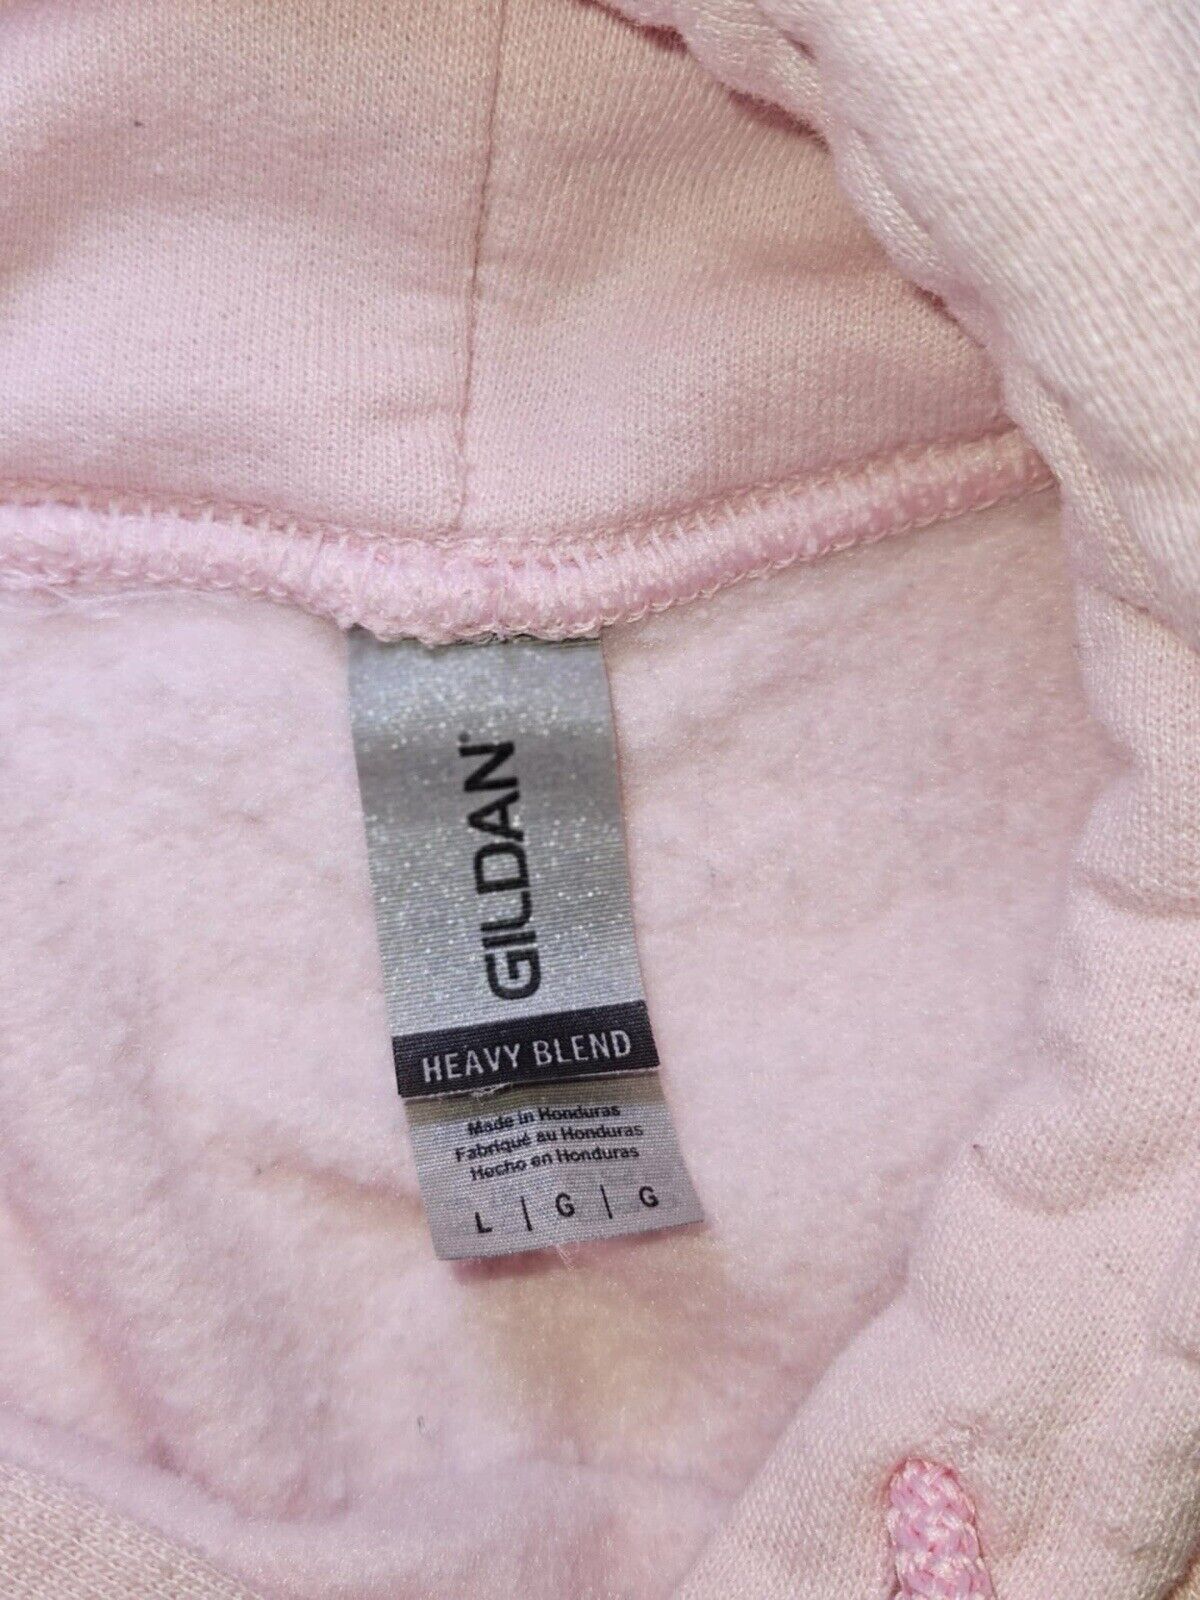 GILDAN®
HEAVY BLEND
Made in Honduras
Fabriqué au Honduras
Hecho en Honduras
L | G | G